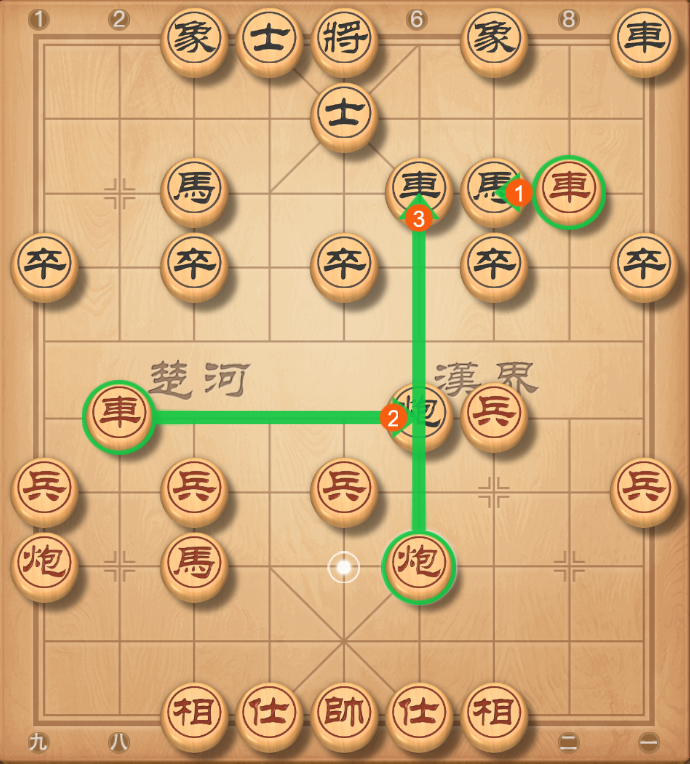 1 2 6 8
象 士 將 象 車
士
馬 車 馬 1 車
3
卒 卒 卒 卒 卒
楚河 漢界
車 2 炮 兵
兵 兵 兵 兵
炮 馬 炮
相 仕 帥 仕 相
九 八 二 一